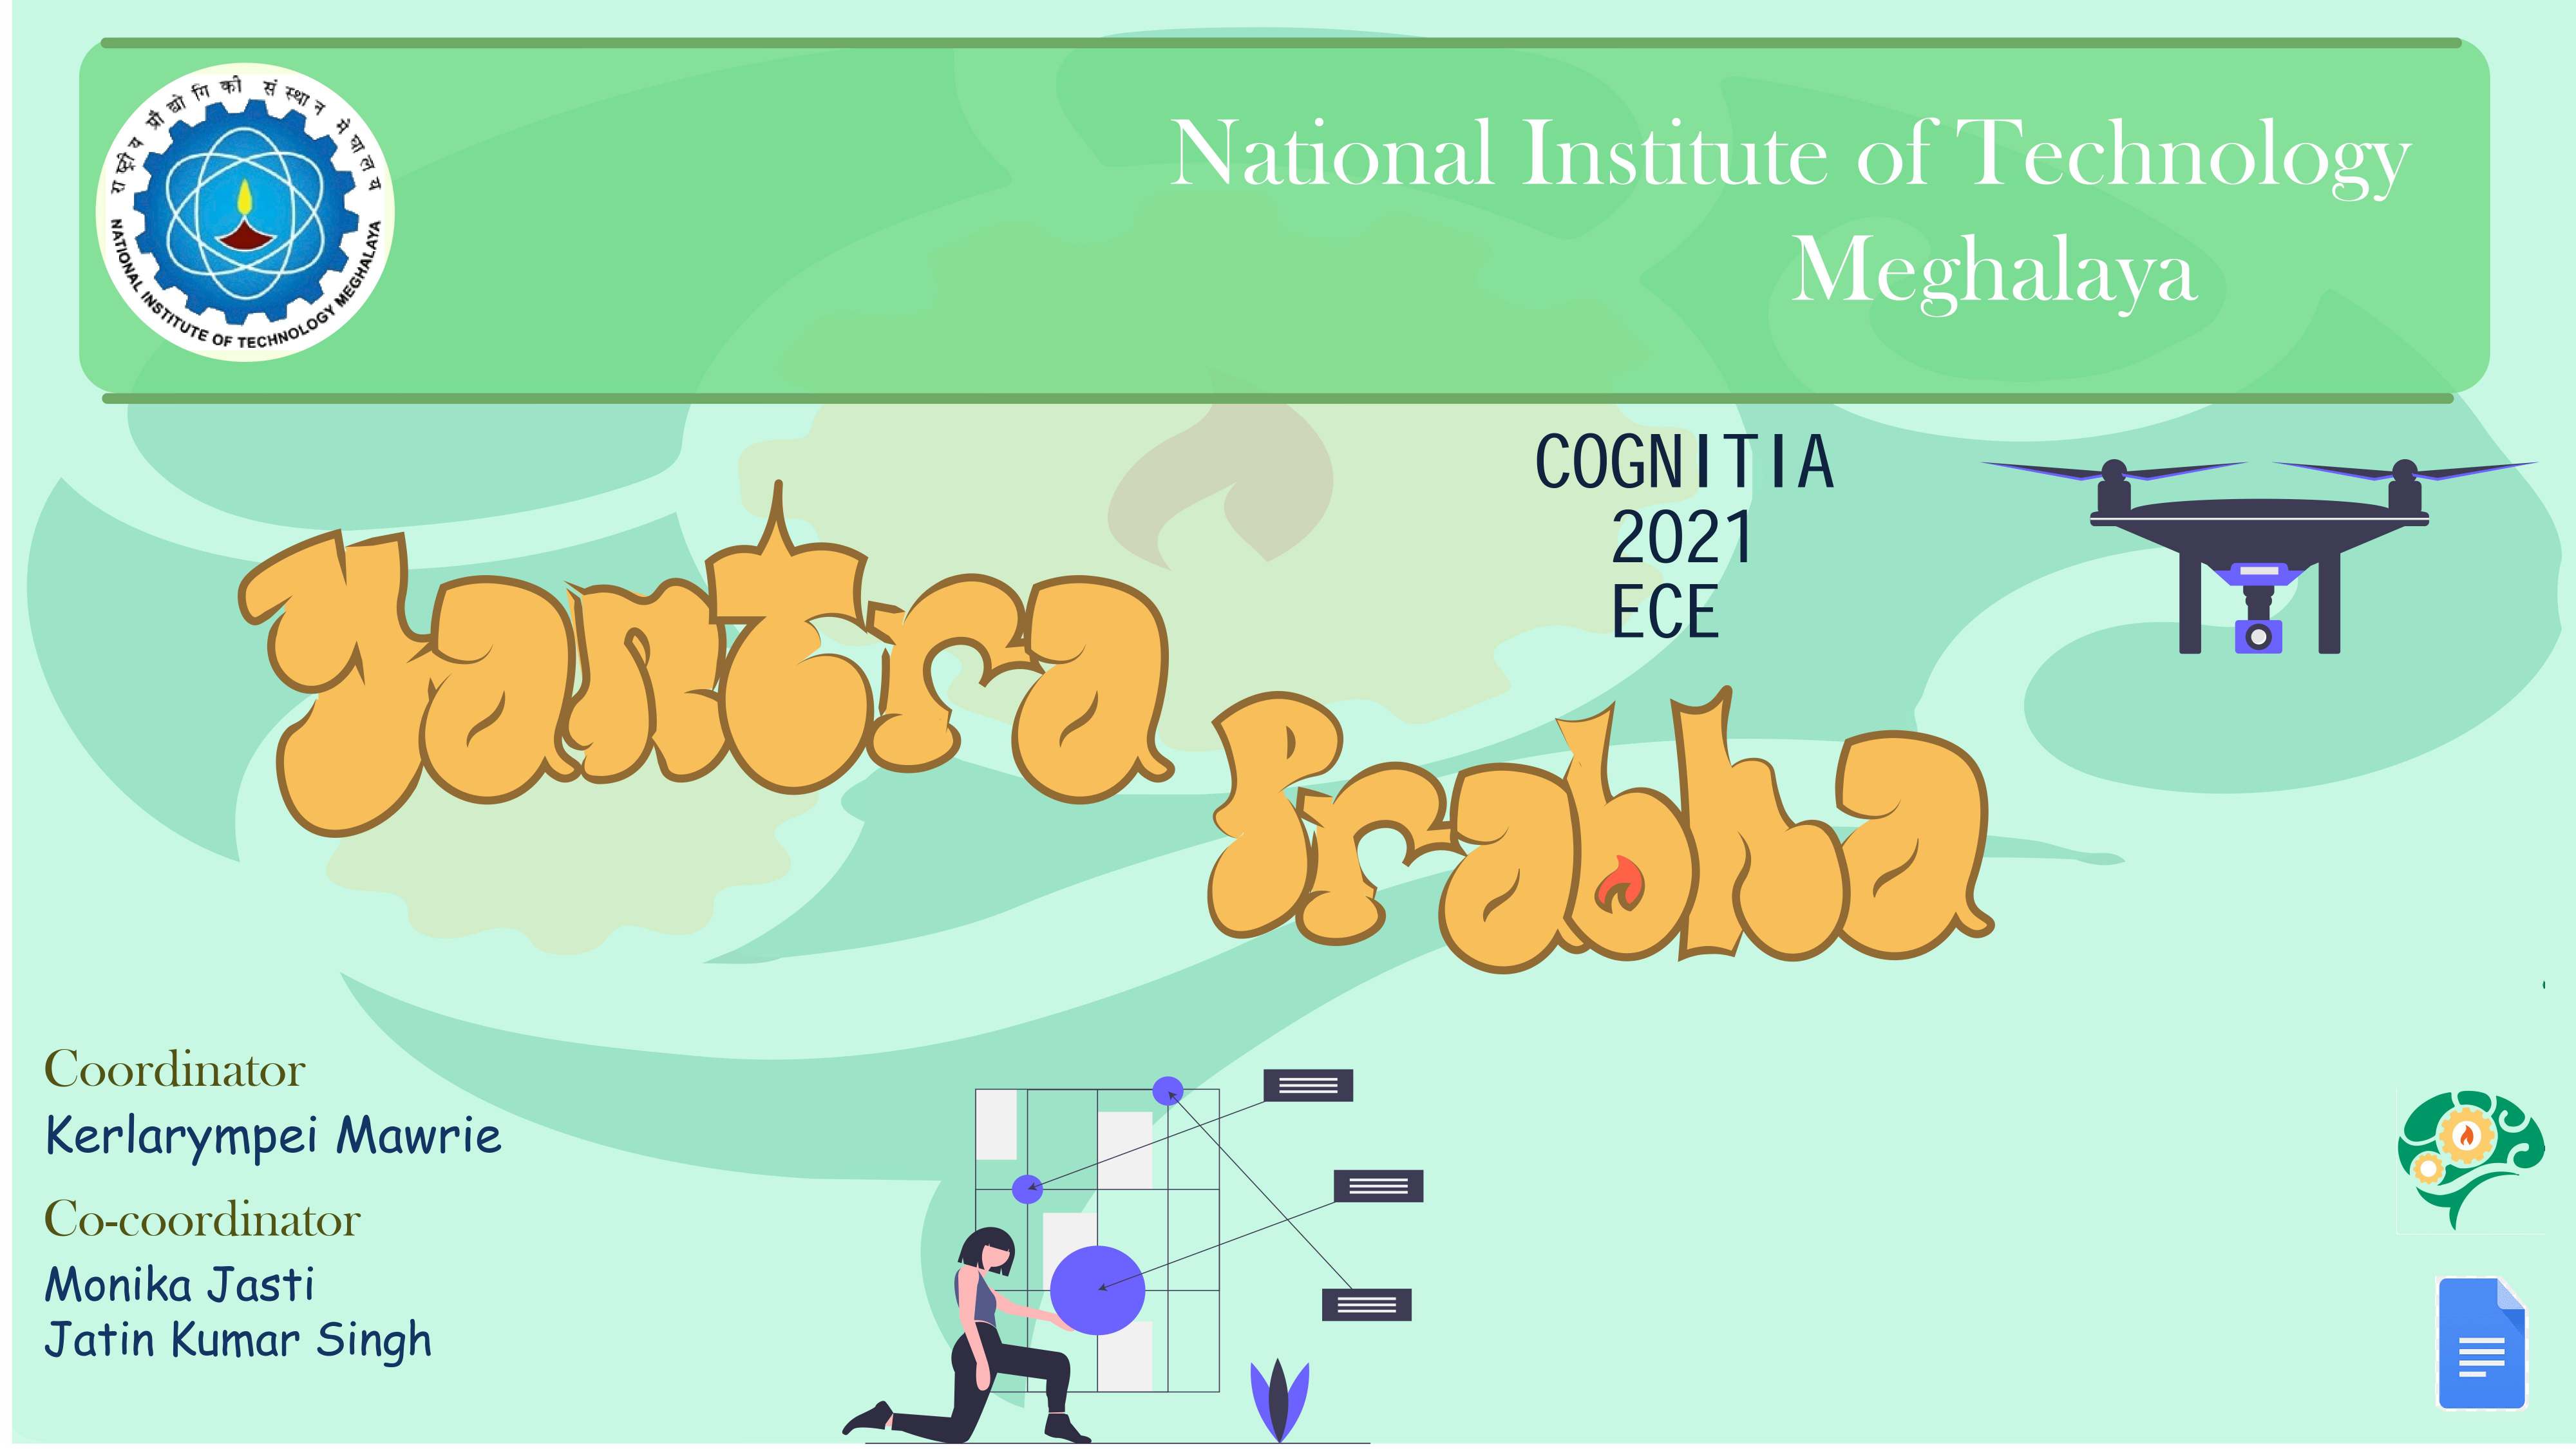 राष्ट्रीय प्रौद्योगिकी संस्थान मेघालय
NATIONAL INSTITUTE OF TECHNOLOGY MEGHALAYA
National Institute of Technology
Meghalaya
COGNITIA
2021
ECE
Yantra
Prabha
Coordinator
Kerlarympei Mawrie
Co-coordinator
Monika Jasti
Jatin Kumar Singh